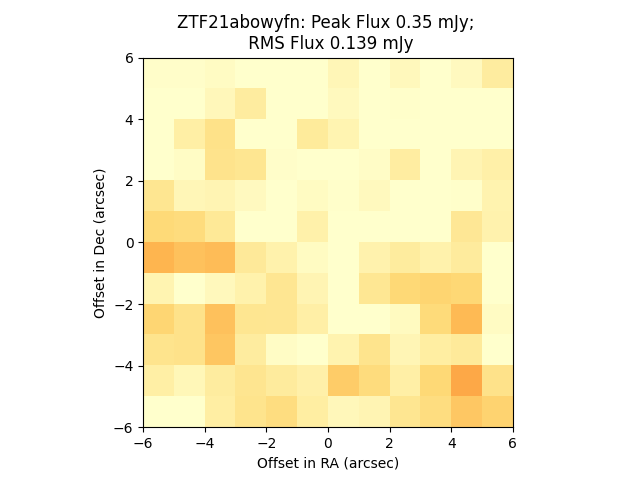 ZTF21abowyfn: Peak Flux 0.35 mJy;
RMS Flux 0.139 mJy
6
4
2
0
−2
−4
−6
Offset in Dec (arcsec)
−6 −4 −2 0 2 4 6
Offset in RA (arcsec)